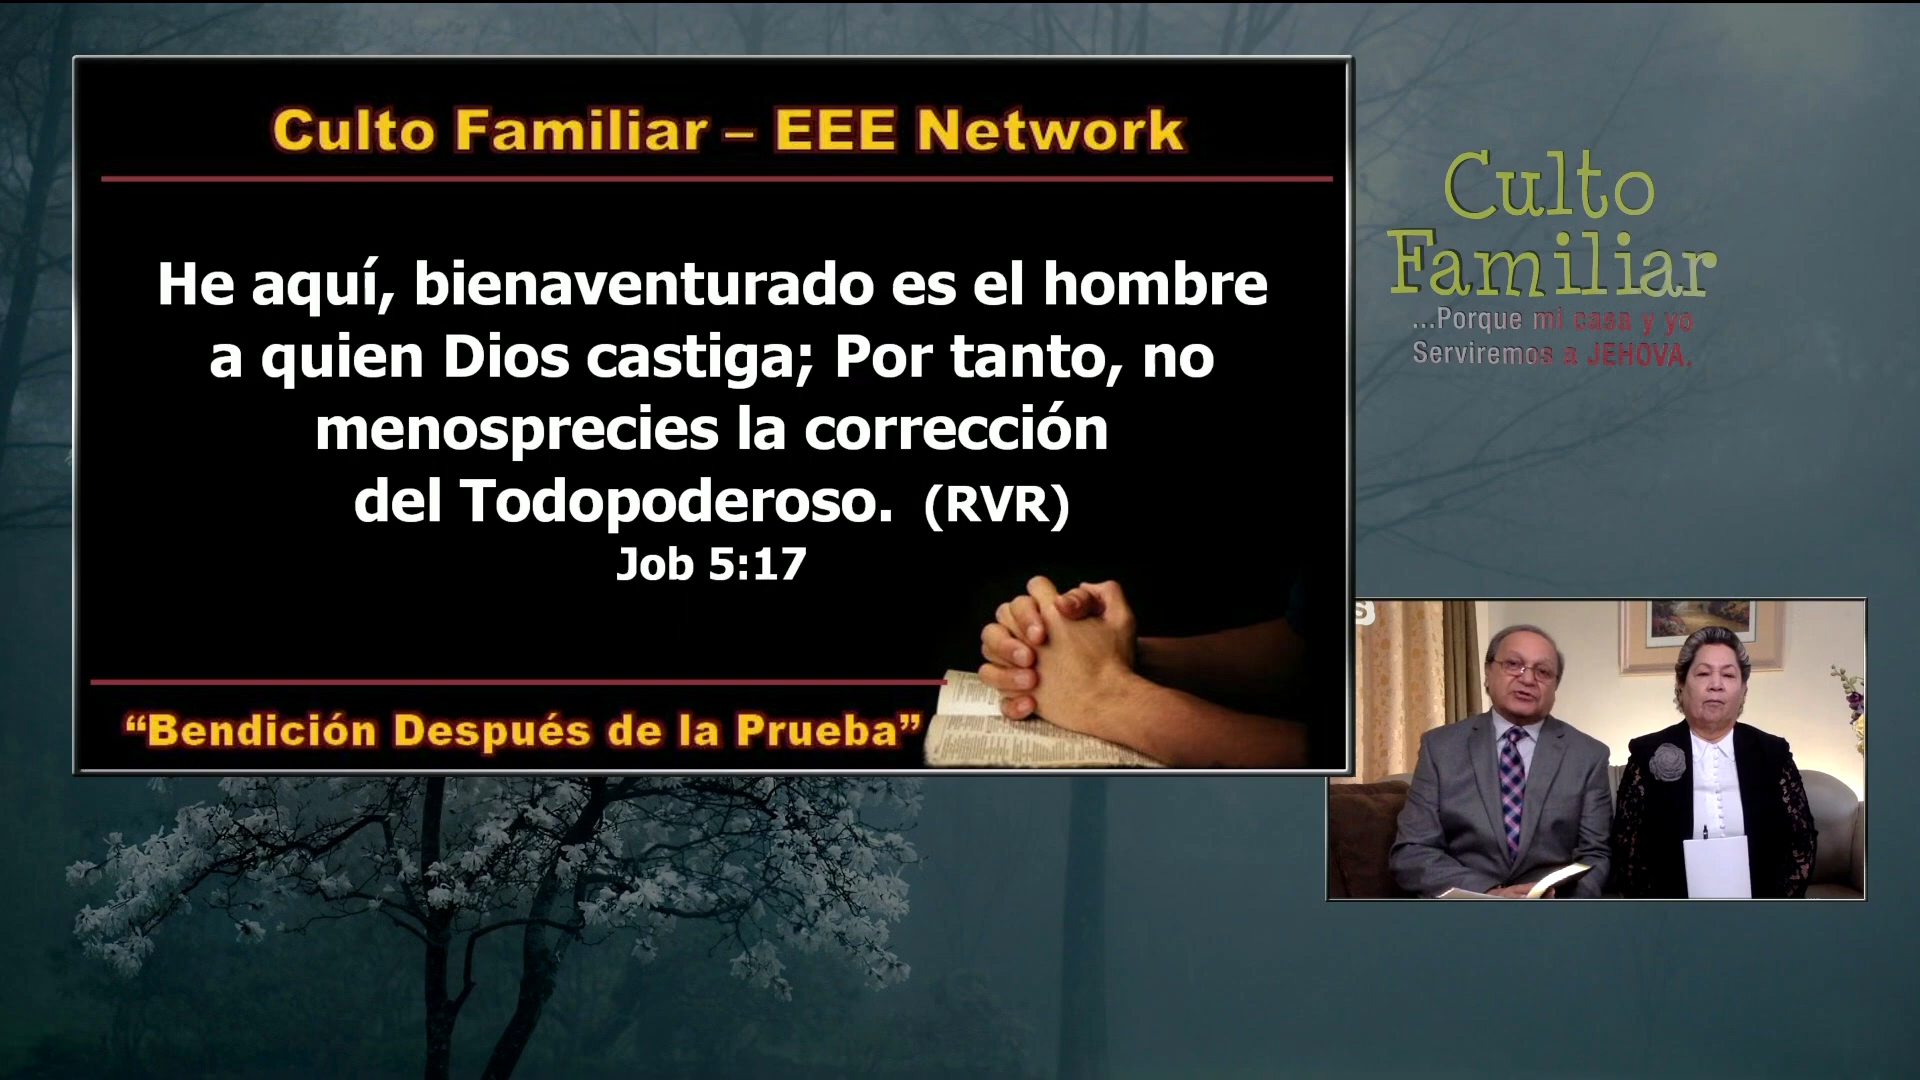 Culto Familiar – EEE Network
He aquí, bienaventurado es el hombre
a quien Dios castiga; Por tanto, no
menosprecies la corrección
del Todopoderoso. (RVR)
Job 5:17
“Bendición Después de la Prueba”
Culto
Familiar
...Porque mi casa y yo
Serviremos a JEHOVA.